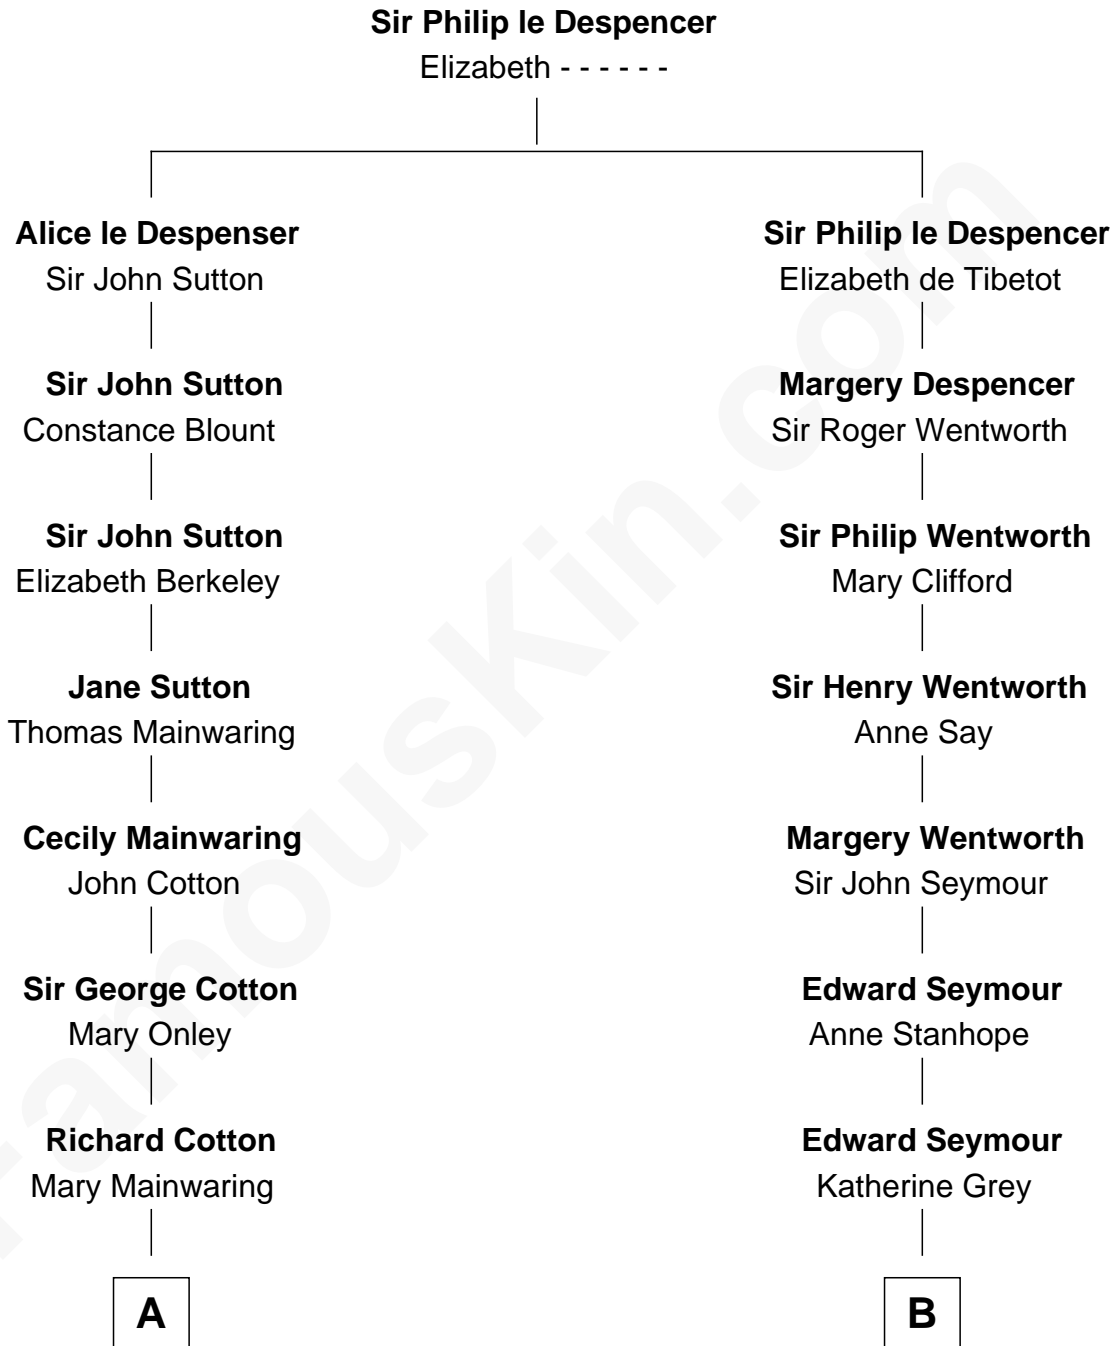 Sir Philip le Despencer
Elizabeth - - - - - -
Alice le Despenser
Sir John Sutton
Sir Philip le Despencer
Elizabeth de Tibetot
Sir John Sutton
Constance Blount
Margery Despencer
Sir Roger Wentworth
Sir John Sutton
Elizabeth Berkeley
Sir Philip Wentworth
Mary Clifford
Jane Sutton
Thomas Mainwaring
Sir Henry Wentworth
Anne Say
Cecily Mainwaring
John Cotton
Margery Wentworth
Sir John Seymour
Sir George Cotton
Mary Onley
Edward Seymour
Anne Stanhope
Richard Cotton
Mary Mainwaring
Edward Seymour
Katherine Grey
A
B
FamousKin.com